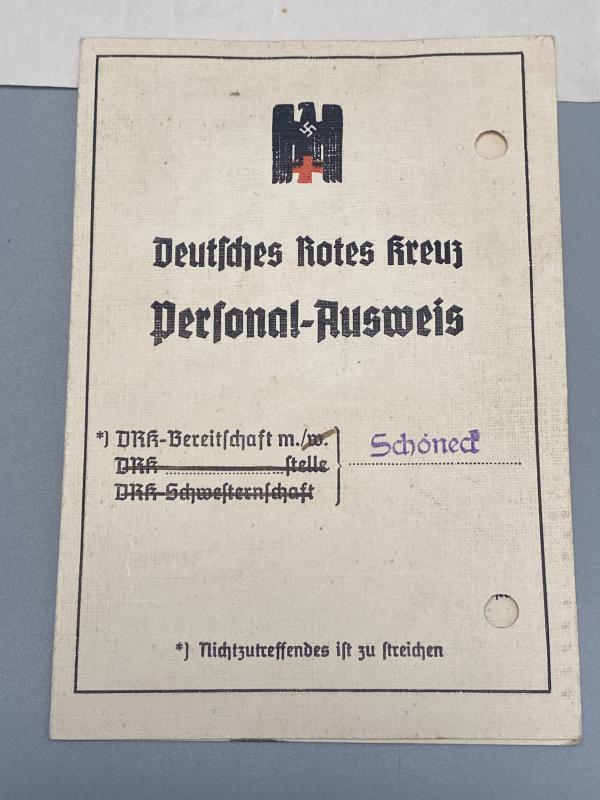 Deutſches Rotes Kreuz
Perſonal-Ausweis
*) DRK-Bereitſchaft m./w.
DRK-..........ſtelle
DRK-Schweſternſchaft
Schöneck
*) Nichtzutreffendes iſt zu ſtreichen